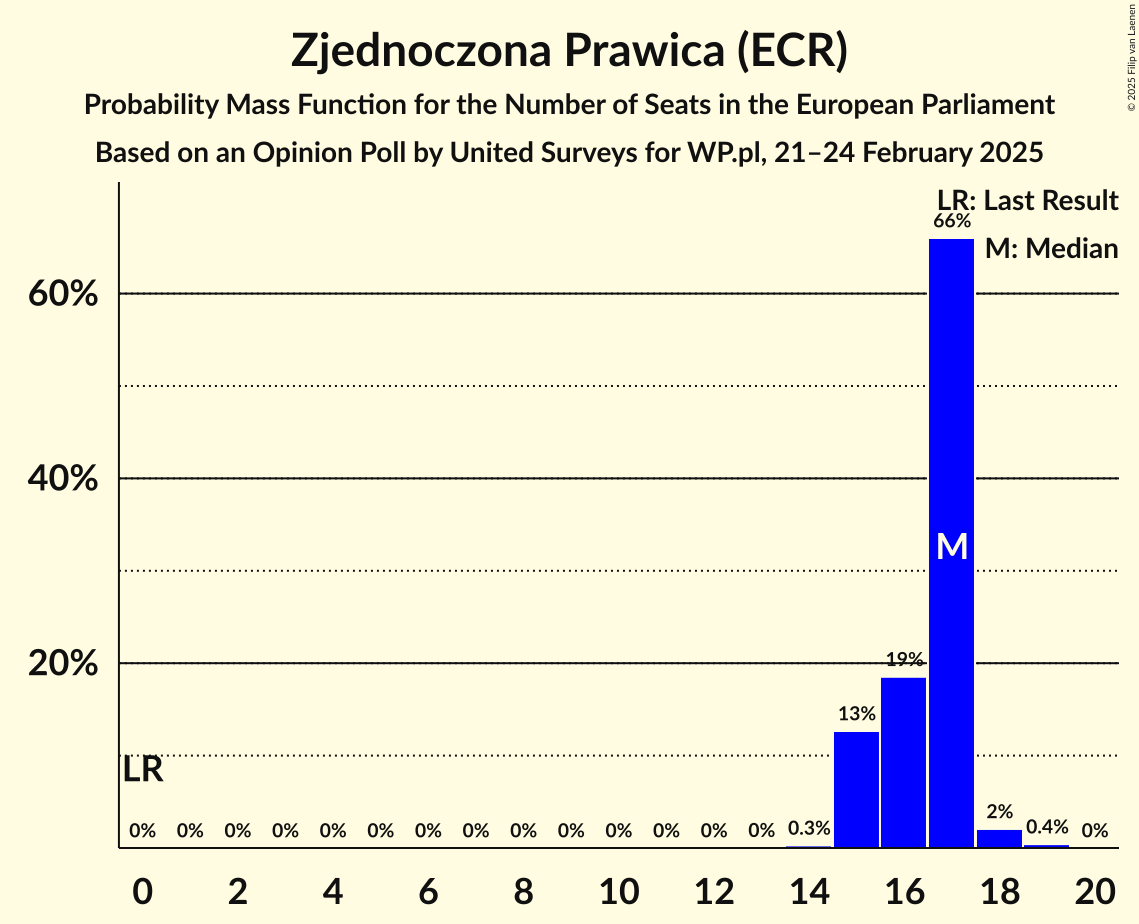 Zjednoczona Prawica (ECR)
Probability Mass Function for the Number of Seats in the European Parliament
Based on an Opinion Poll by United Surveys for WP.pl, 21–24 February 2025
© 2025 Filip van Laenen
LR: Last Result
M: Median
60%
40%
20%
66%
M
19%
13%
LR
0% 0% 0% 0% 0% 0% 0% 0% 0% 0% 0% 0% 0% 0% 0.3% 2% 0.4% 0%
0 2 4 6 8 10 12 14 16 18 20